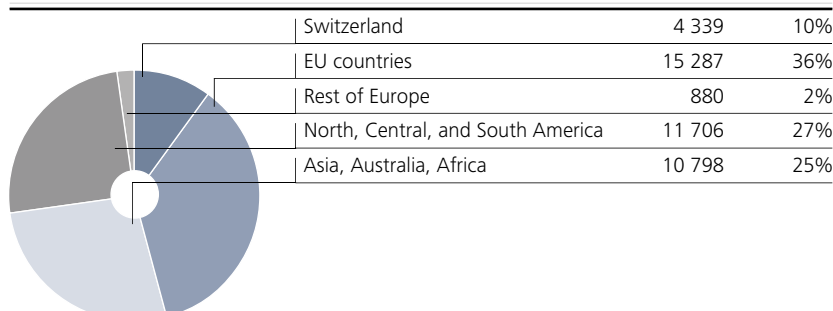 Switzerland 4 339 10%
EU countries 15 287 36%
Rest of Europe 880 2%
North, Central, and South America 11 706 27%
Asia, Australia, Africa 10 798 25%